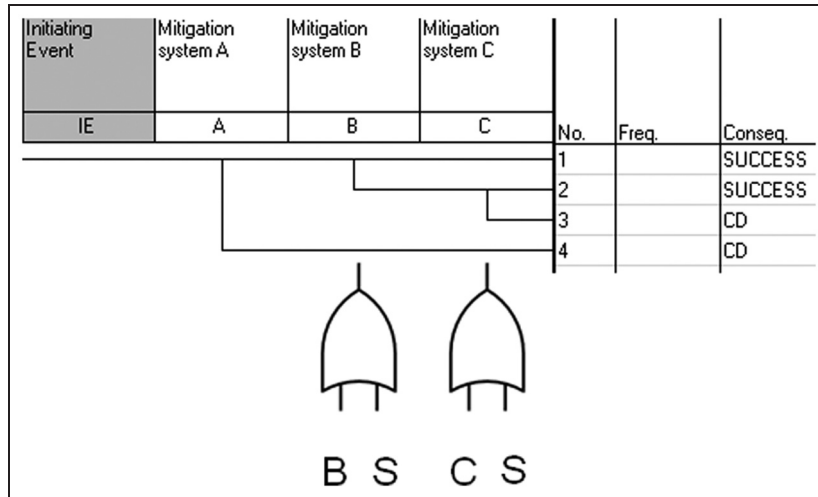 Initiating Event
Mitigation system A
Mitigation system B
Mitigation system C
IE A B C No. Freq. Conseq.
1 SUCCESS
2 SUCCESS
3 CD
4 CD
B S C S